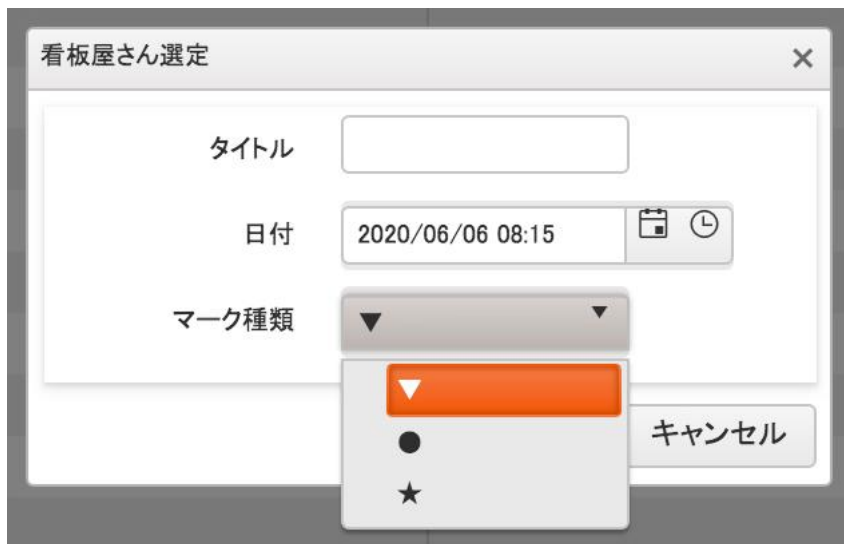 看板屋さん選定 ×
タイトル
日付 2020/06/06 08:15
マーク種類 ▼ ▼
▼
●
★
キャンセル